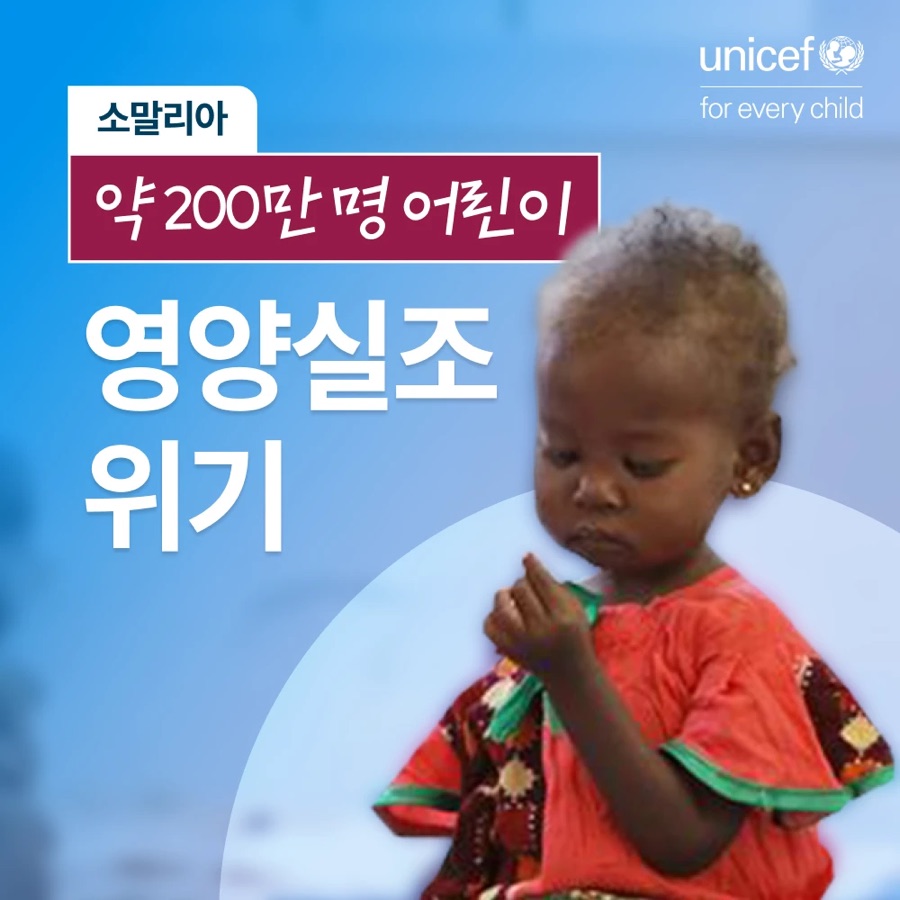 unicef
for every child
소말리아
약 200만 명 어린이
영양실조
위기